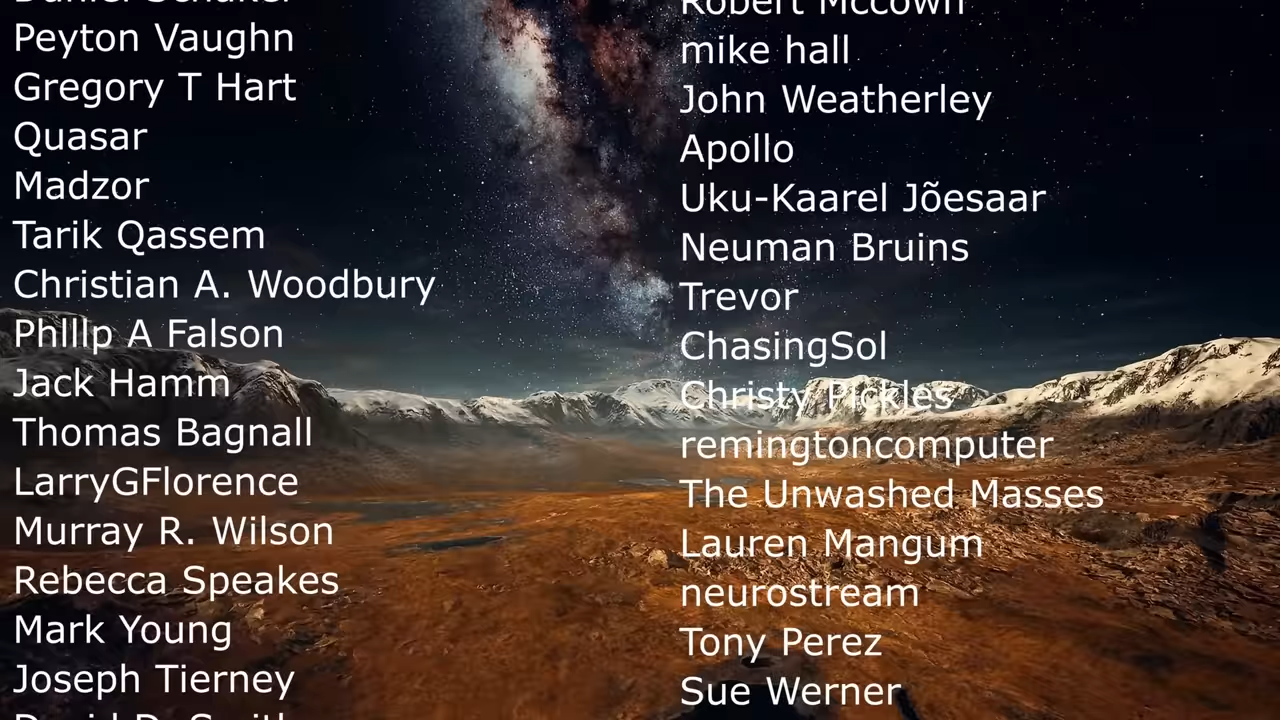 Peyton Vaughn
Gregory T Hart
Quasar
Madzor
Tarik Qassem
Christian A. Woodbury
Phlllp A Falson
Jack Hamm
Thomas Bagnall
LarryGFlorence
Murray R. Wilson
Rebecca Speakes
Mark Young
Joseph Tierney
Robert Mccown
mike hall
John Weatherley
Apollo
Uku-Kaarel Jõesaar
Neuman Bruins
Trevor
ChasingSol
Christy Pickles
remingtoncomputer
The Unwashed Masses
Lauren Mangum
neurostream
Tony Perez
Sue Werner